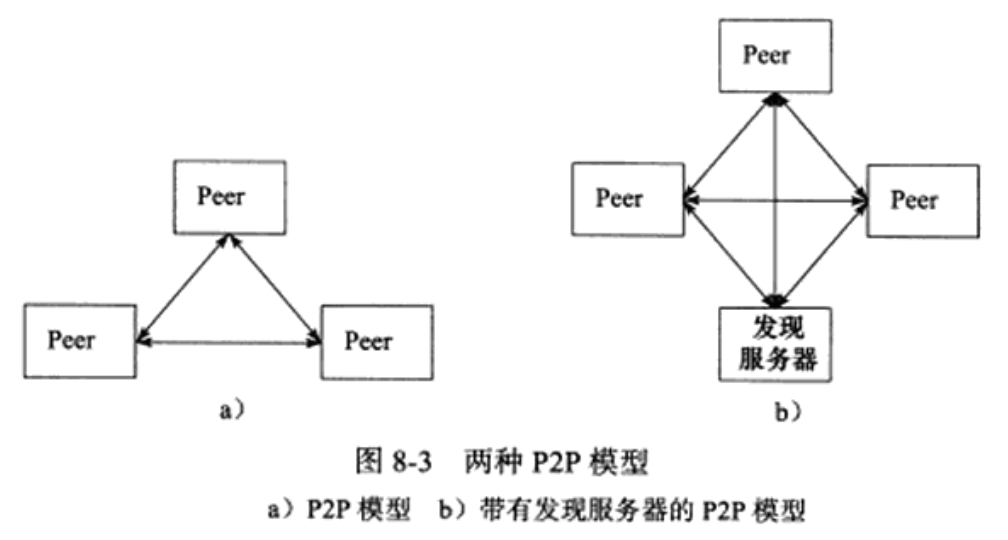 Peer
Peer
Peer
a）
Peer
Peer
Peer
发现
服务器
b）
图 8-3 两种 P2P 模型
a）P2P 模型 b）带有发现服务器的 P2P 模型